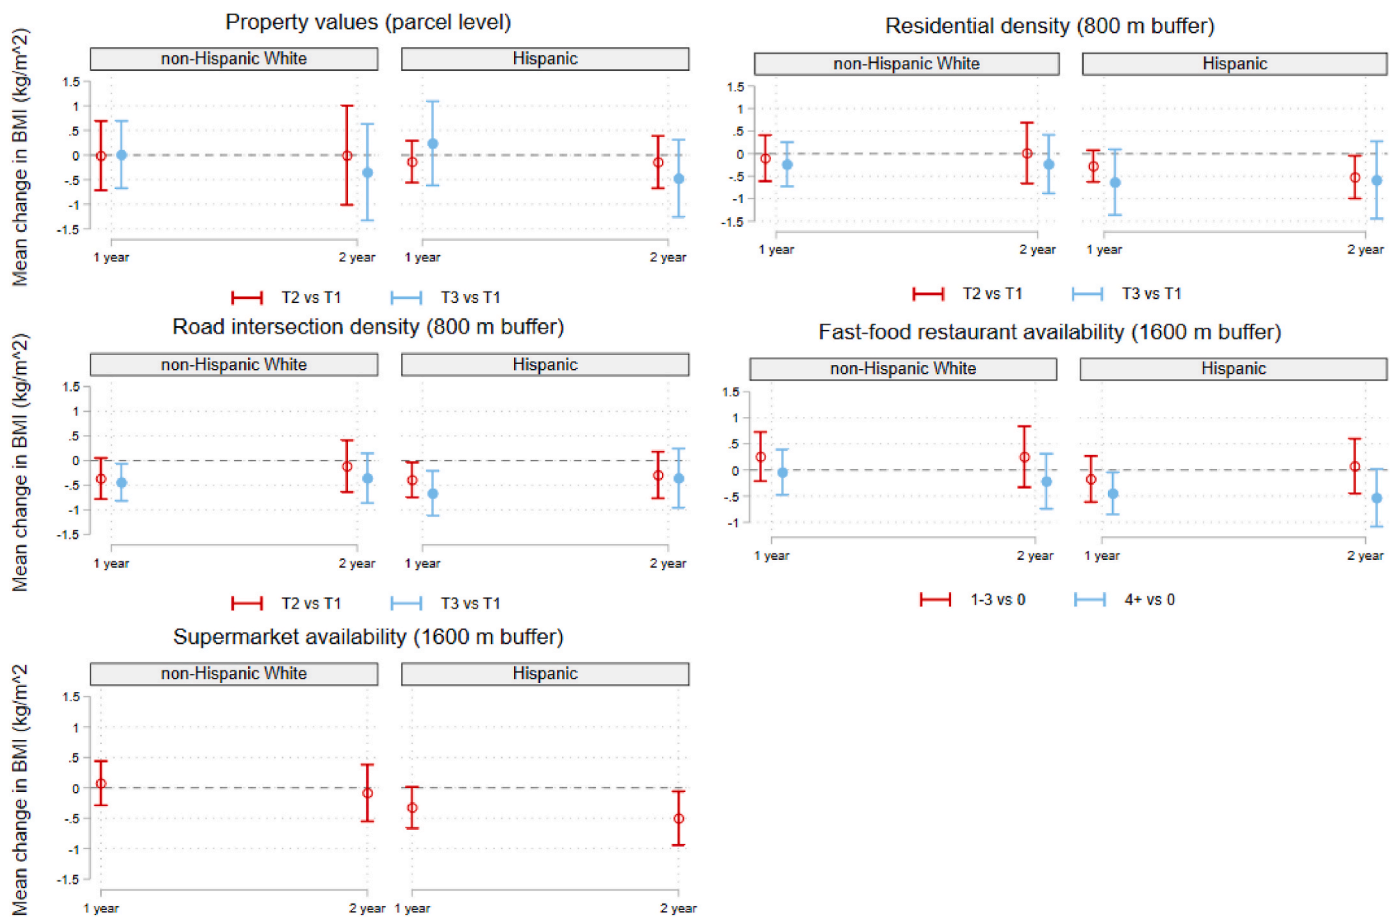 Property values (parcel level)
Mean change in BMI (kg/m^2)
non-Hispanic White
Hispanic
1.5
1
.5
0
-.5
-1
-1.5
1 year
2 year
1 year
2 year
T2 vs T1
T3 vs T1
Residential density (800 m buffer)
non-Hispanic White
Hispanic
1.5
1
.5
0
-.5
-1
-1.5
1 year
2 year
1 year
2 year
T2 vs T1
T3 vs T1
Road intersection density (800 m buffer)
Mean change in BMI (kg/m^2)
non-Hispanic White
Hispanic
1.5
1
.5
0
-.5
-1
-1.5
1 year
2 year
1 year
2 year
T2 vs T1
T3 vs T1
Fast-food restaurant availability (1600 m buffer)
non-Hispanic White
Hispanic
1.5
1
.5
0
-.5
-1
1 year
2 year
1 year
2 year
1-3 vs 0
4+ vs 0
Supermarket availability (1600 m buffer)
Mean change in BMI (kg/m^2
non-Hispanic White
Hispanic
1.5
1
.5
0
-.5
-1
-1.5
1 year
2 year
1 year
2 year